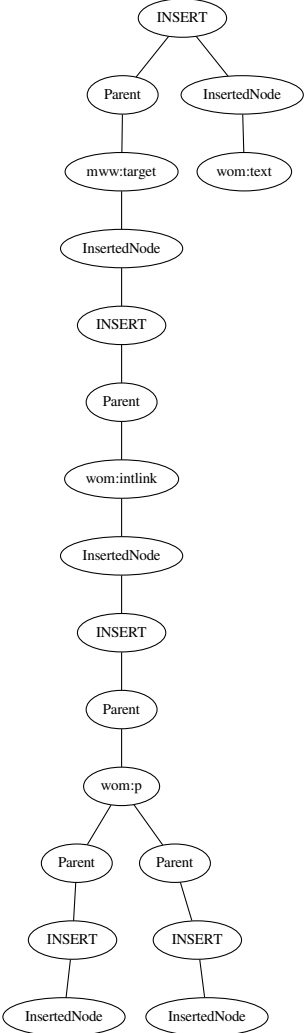 INSERT
Parent InsertedNode
mww:target wom:text
InsertedNode
INSERT
Parent
wom:intlink
InsertedNode
INSERT
Parent
wom:p
Parent Parent
INSERT INSERT
InsertedNode InsertedNode